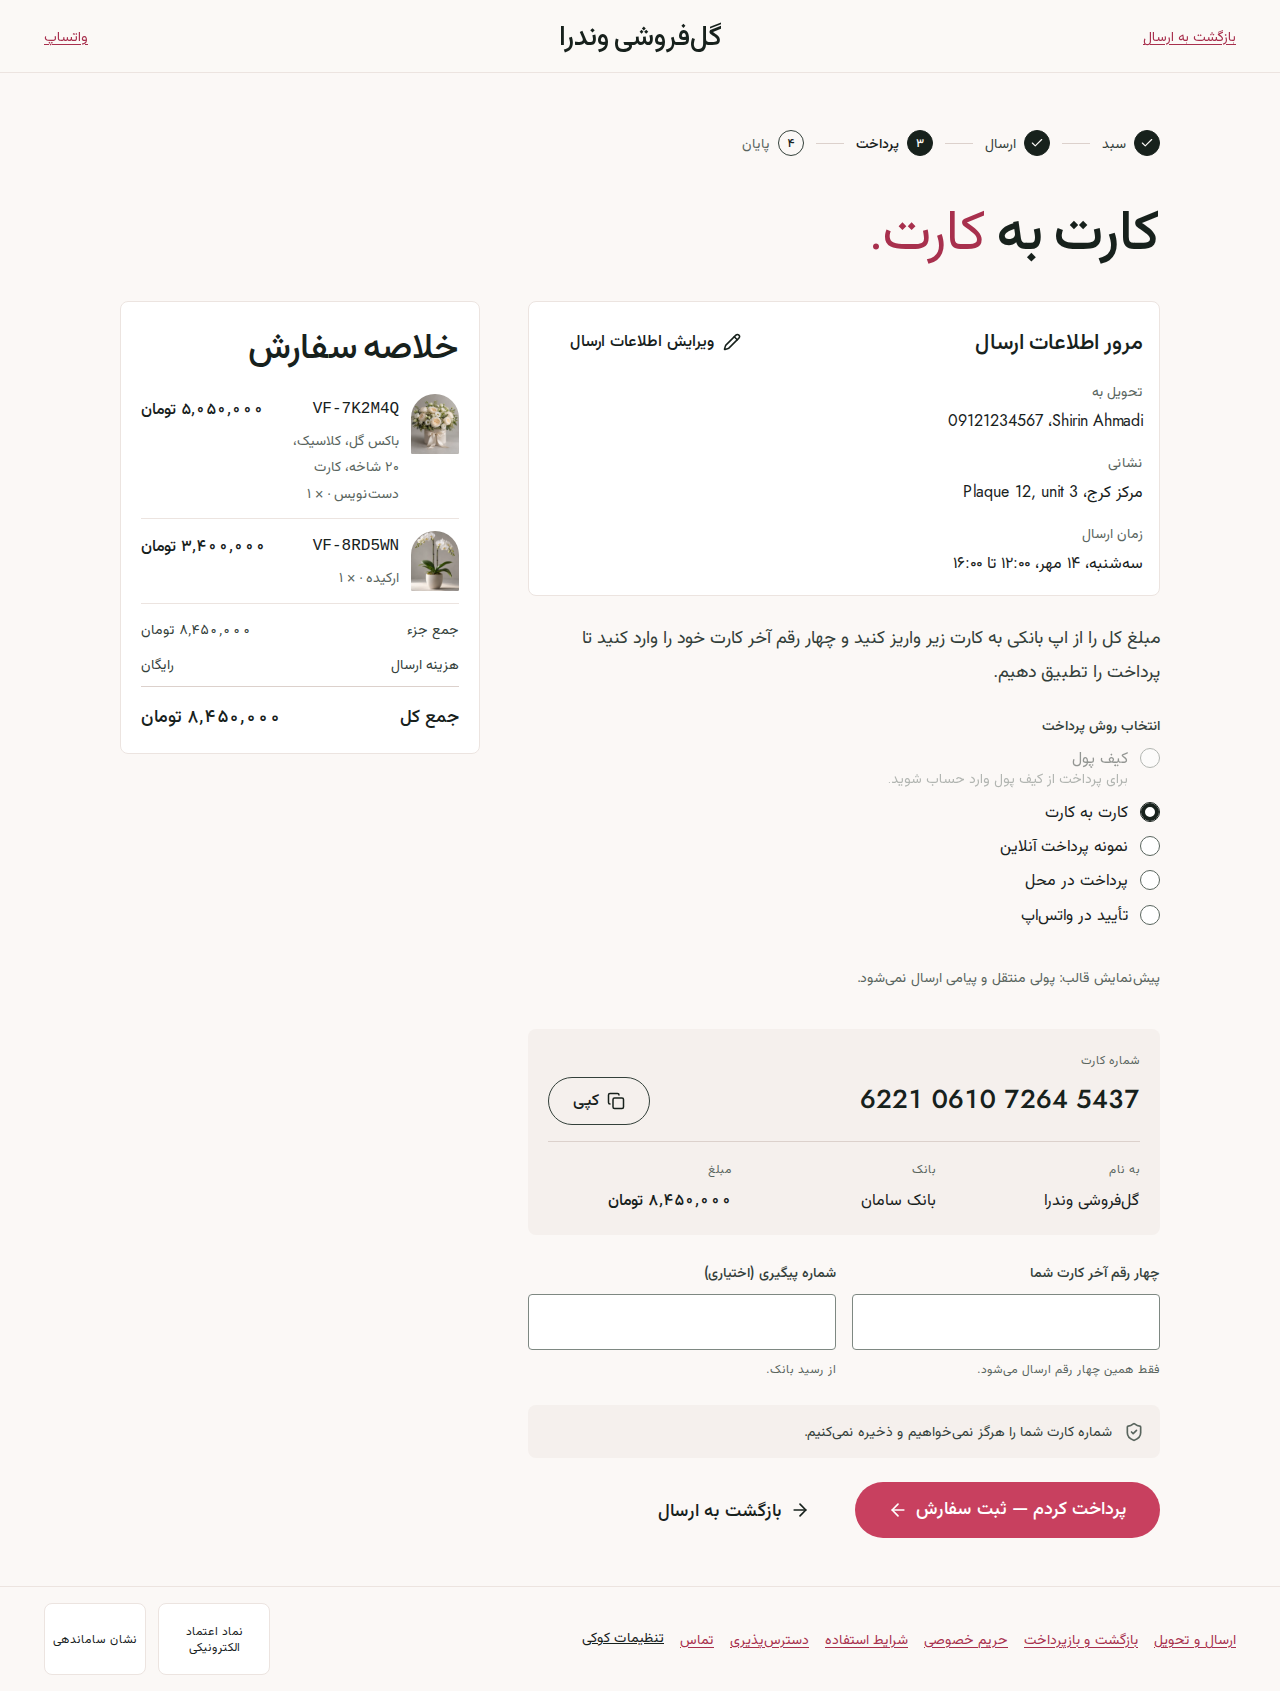 بازگشت به ارسال
گل‌فروشی وندرا
واتساپ
سبد
ارسال
۳ پرداخت
۴ پایان
کارت به کارت.
مرور اطلاعات ارسال
ویرایش اطلاعات ارسال
تحویل به
Shirin Ahmadi، 09121234567
نشانی
مرکز کرج، Plaque 12, unit 3
زمان ارسال
سه‌شنبه، ۱۴ مهر، ۱۲:۰۰ تا ۱۶:۰۰
خلاصه سفارش
VF-7K2M4Q
۵,۰۵۰,۰۰۰ تومان
باکس گل، کلاسیک،
۲۰ شاخه، کارت
دست‌نویس · × ۱
VF-8RD5WN
۳,۴۰۰,۰۰۰ تومان
ارکیده · × ۱
جمع جزء
۸,۴۵۰,۰۰۰ تومان
هزینه ارسال
رایگان
جمع کل
۸,۴۵۰,۰۰۰ تومان
مبلغ کل را از اپ بانکی به کارت زیر واریز کنید و چهار رقم آخر کارت خود را وارد کنید تا
پرداخت را تطبیق دهیم.
انتخاب روش پرداخت
کیف پول
برای پرداخت از کیف پول وارد حساب شوید.
کارت به کارت
نمونه پرداخت آنلاین
پرداخت در محل
تأیید در واتس‌اپ
پیش‌نمایش قالب: پولی منتقل و پیامی ارسال نمی‌شود.
شماره کارت
6221 0610 7264 5437
کپی
به نام
گل‌فروشی وندرا
بانک
بانک سامان
مبلغ
۸,۴۵۰,۰۰۰ تومان
چهار رقم آخر کارت شما
فقط همین چهار رقم ارسال می‌شود.
شماره پیگیری (اختیاری)
از رسید بانک.
شماره کارت شما را هرگز نمی‌خواهیم و ذخیره نمی‌کنیم.
پرداخت کردم — ثبت سفارش
بازگشت به ارسال
ارسال و تحویل
بازگشت و بازپرداخت
حریم خصوصی
شرایط استفاده
دسترس‌پذیری
تماس
تنظیمات کوکی
نماد اعتماد
الکترونیکی
نشان ساماندهی